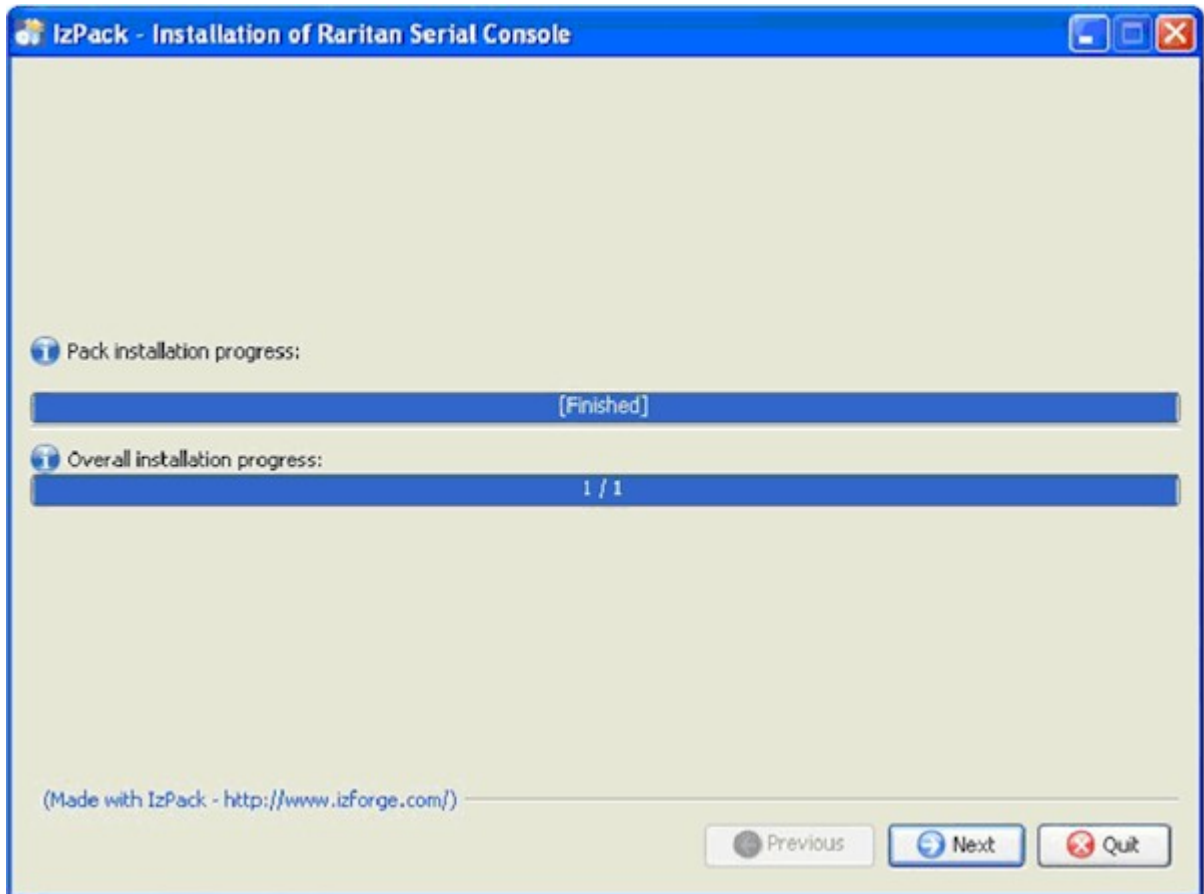 IzPack - Installation of Raritan Serial Console
Pack installation progress:
[Finished]
Overall installation progress:
1 / 1
(Made with IzPack - http://www.izforge.com/)
Previous
Next
Quit